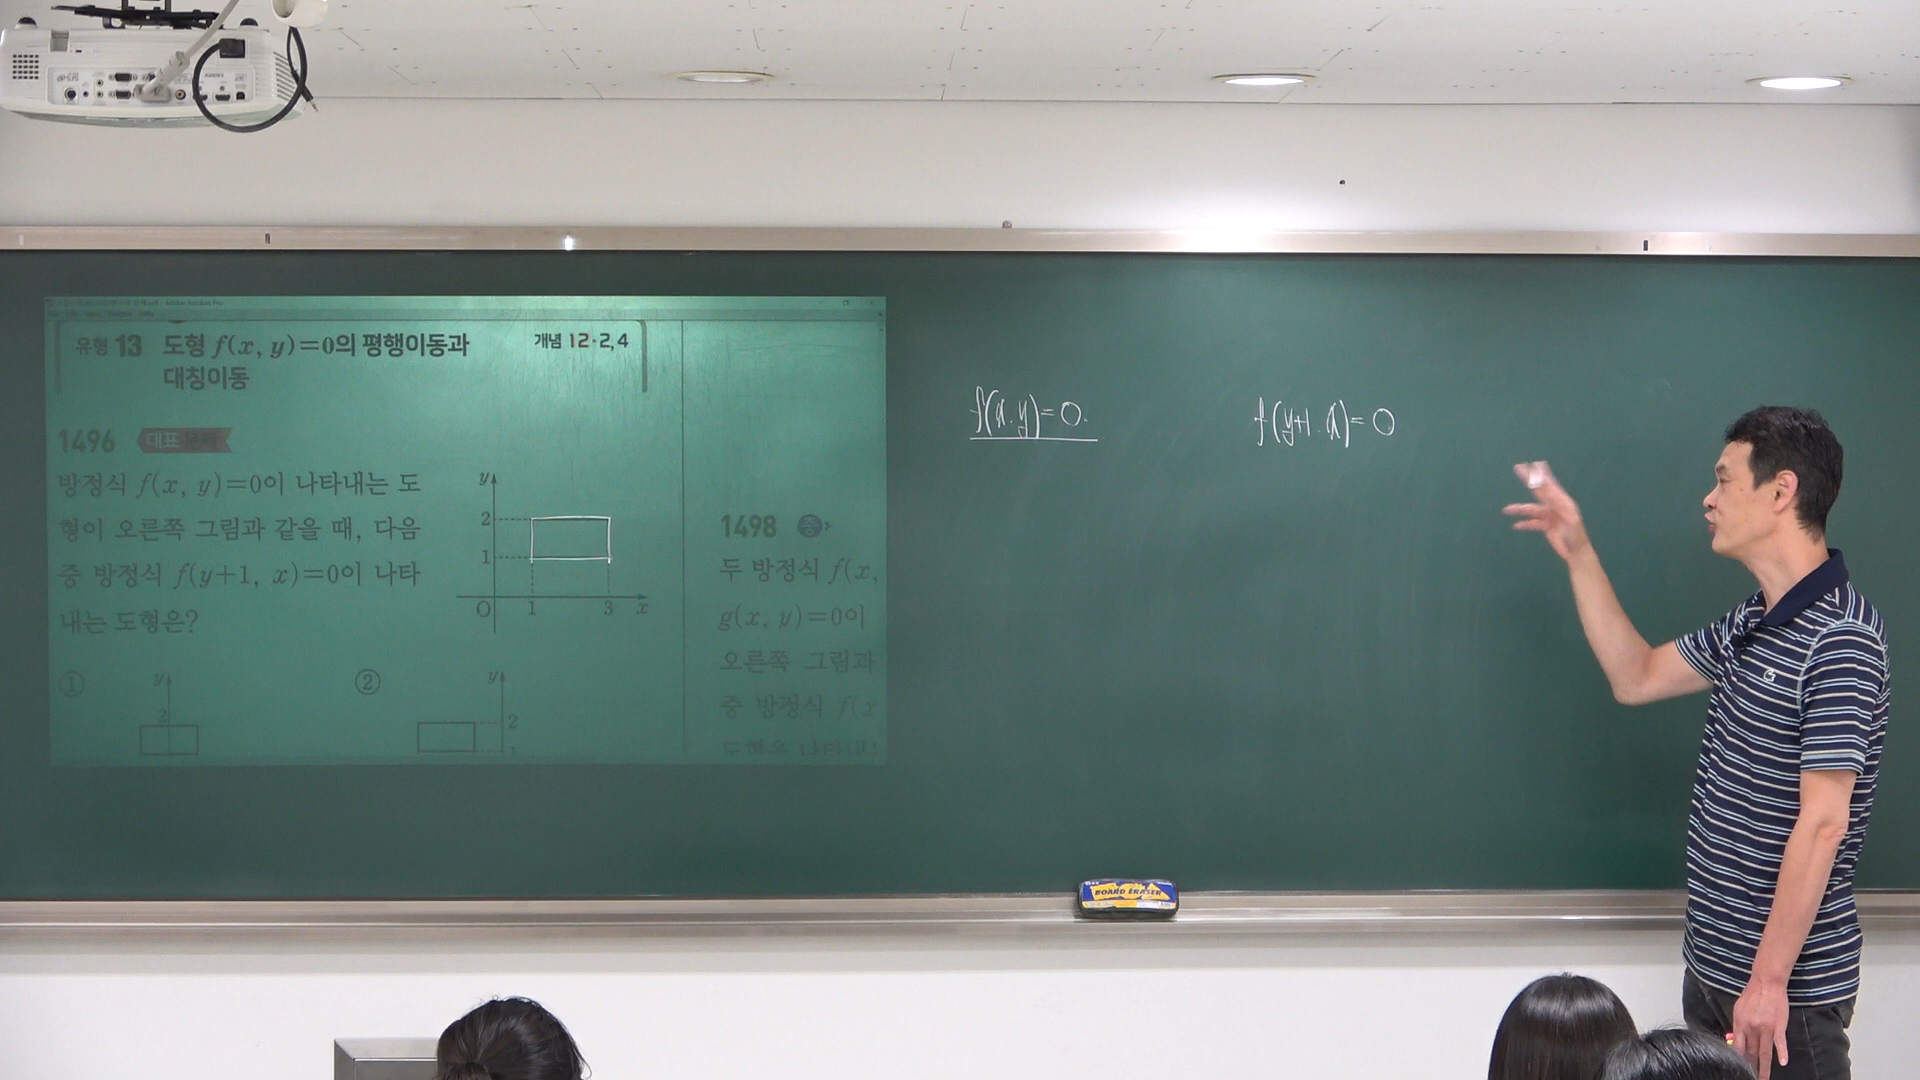 유형 13 도형 f(x, y)=0의 평행이동과
대칭이동
개념 12·2, 4
1496 대표
방정식 f(x, y)=0이 나타내는 도
형이 오른쪽 그림과 같을 때, 다음
중 방정식 f(y+1, x)=0이 나타
내는 도형은?
y
2
1
O 1 3 x
①
y
2
②
y
2
1
1498 중
두 방정식 f(x,
g(x, y)=0이
오른쪽 그림과
중 방정식 f(x
f(x, y)=0.
f(y+1, x)=0
BOARD ERASER